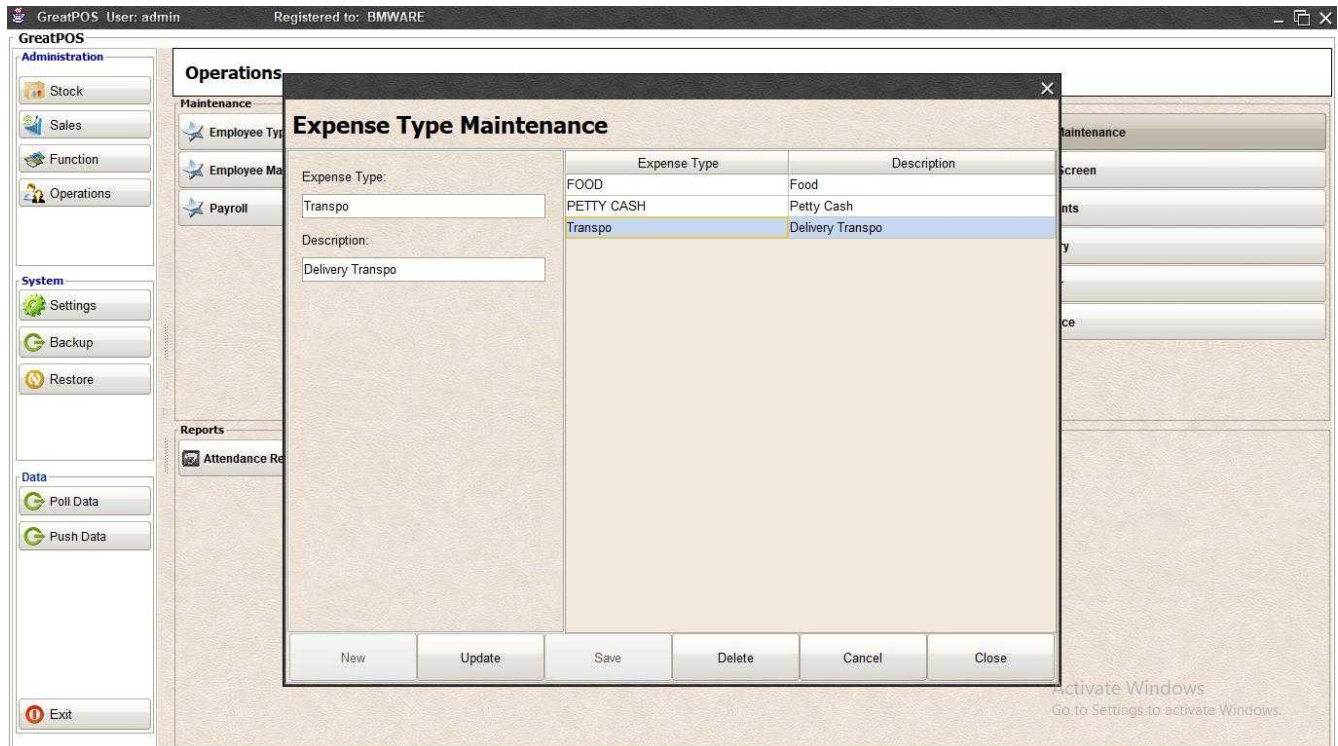 GreatPOS User: admin Registered to: BMWARE
GreatPOS
Administration
Stock
Sales
Function
Operations
System
Settings
Backup
Restore
Data
Poll Data
Push Data
Exit
Operations
Maintenance
Employee Typ
Employee Ma
Payroll
Reports
Attendance Re
Expense Type Maintenance
Expense Type:
Transpo
Description:
Delivery Transpo
Expense Type Description
FOOD Food
PETTY CASH Petty Cash
Transpo Delivery Transpo
New Update Save Delete Cancel Close
Maintenance
Screen
nts
y
ce
Activate Windows
Go to Settings to activate Windows.